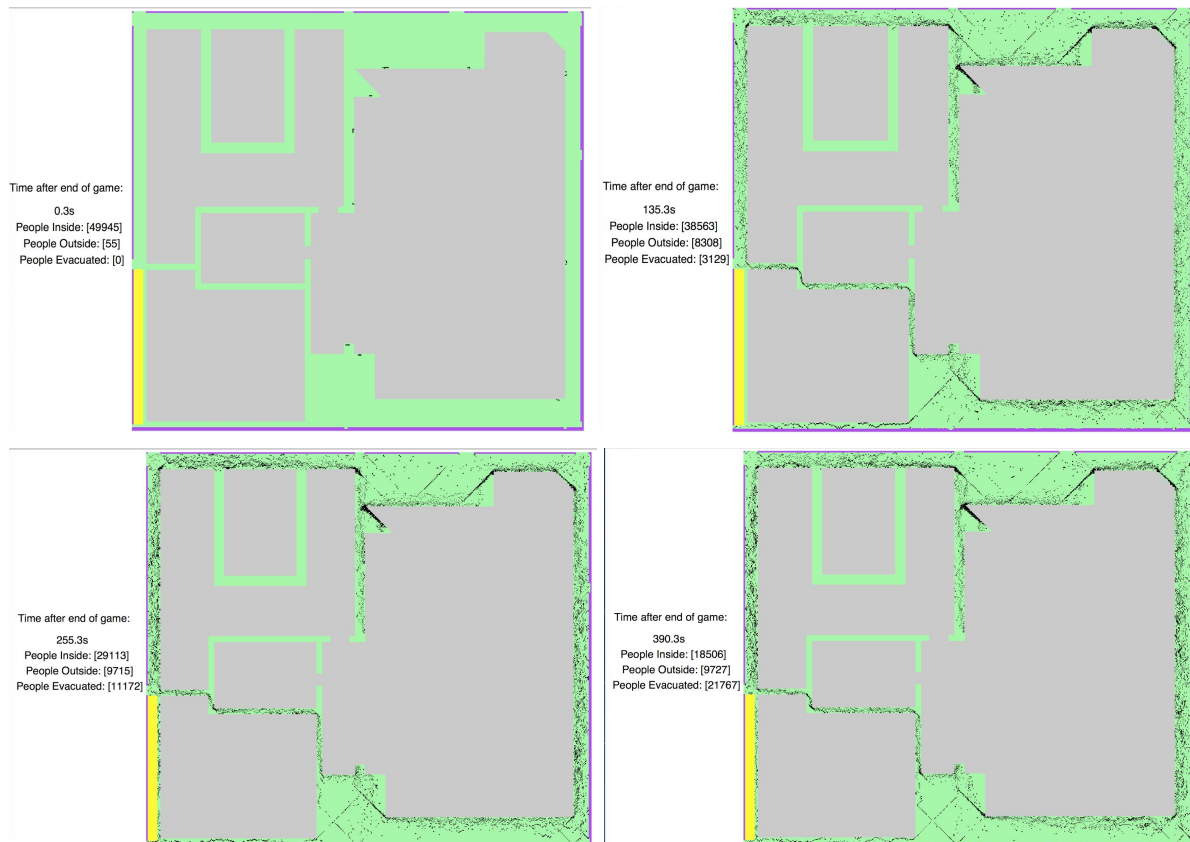 Time after end of game:
0.3s
People Inside: [49945]
People Outside: [55]
People Evacuated: [0]
Time after end of game:
135.3s
People Inside: [38563]
People Outside: [8308]
People Evacuated: [3129]
Time after end of game:
255.3s
People Inside: [29113]
People Outside: [9715]
People Evacuated: [11172]
Time after end of game:
390.3s
People Inside: [18506]
People Outside: [9727]
People Evacuated: [21767]